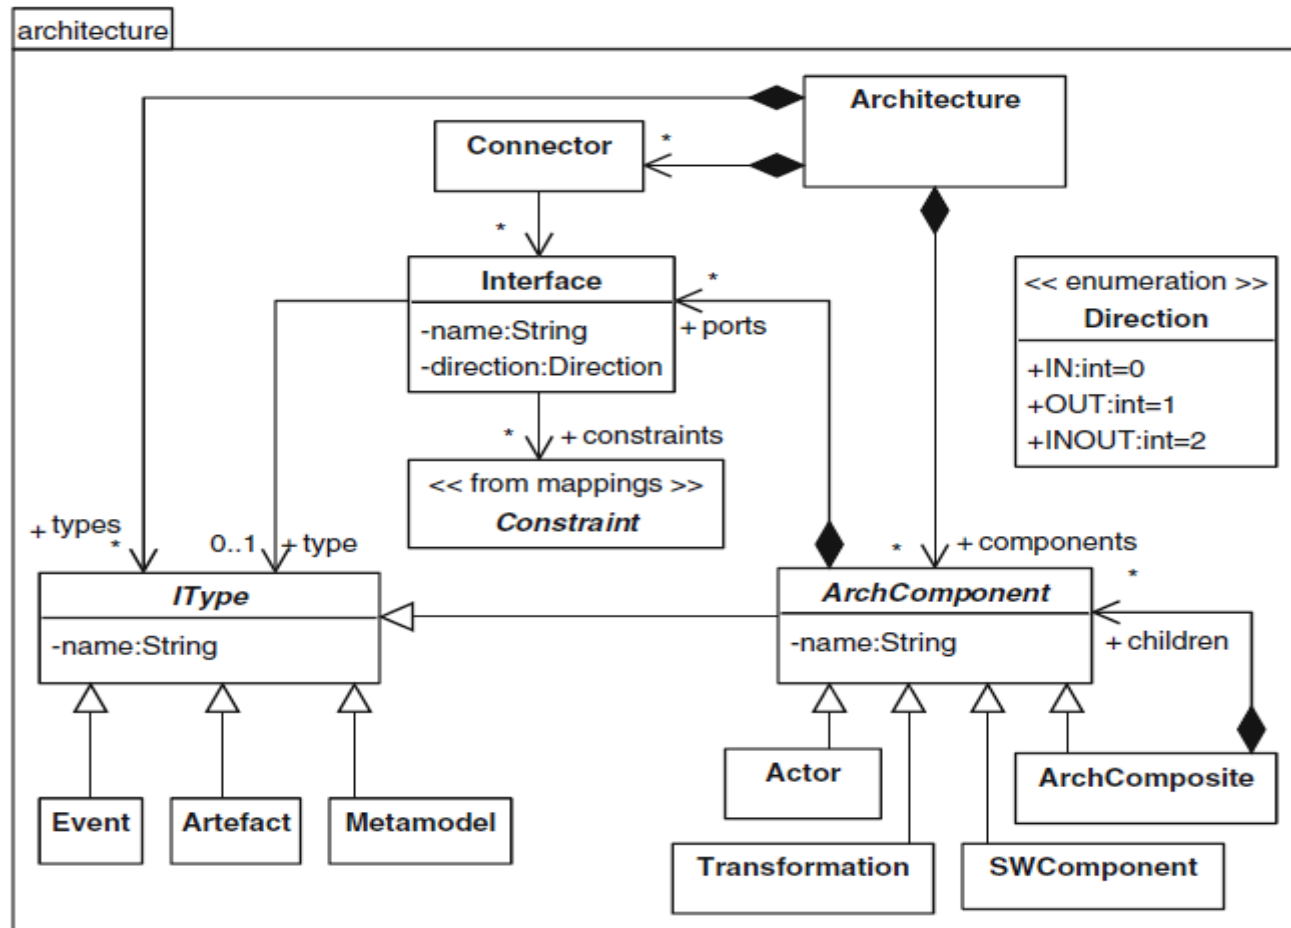 architecture
Architecture
*
Connector
*
Interface
-name:String
-direction:Direction
*
+ ports
<< enumeration >>
Direction
+IN:int=0
+OUT:int=1
+INOUT:int=2
* + constraints
<< from mappings >>
Constraint
+ types
*
0..1 + type
* + components
IType
-name:String
ArchComponent
-name:String
*
+ children
Actor
ArchComposite
Event
Artefact
Metamodel
Transformation
SWComponent